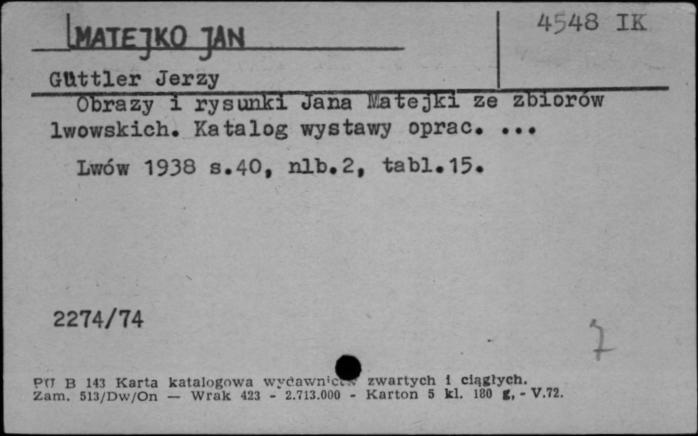 MATEJKO JAN
4548 IK
Güttler Jerzy
Obrazy i rysunki Jana Matejki ze zbiorów
lwowskich. Katalog wystawy oprac. ...
Lwów 1938 s.40, nlb.2, tabl.15.
2274/74
7
PU B 143 Karta katalogowa wydawnictw zwartych i ciągłych.
Zam. 513/Dw/On — Wrak 423 - 2.713.000 - Karton 5 kl. 180 g, - V.72.